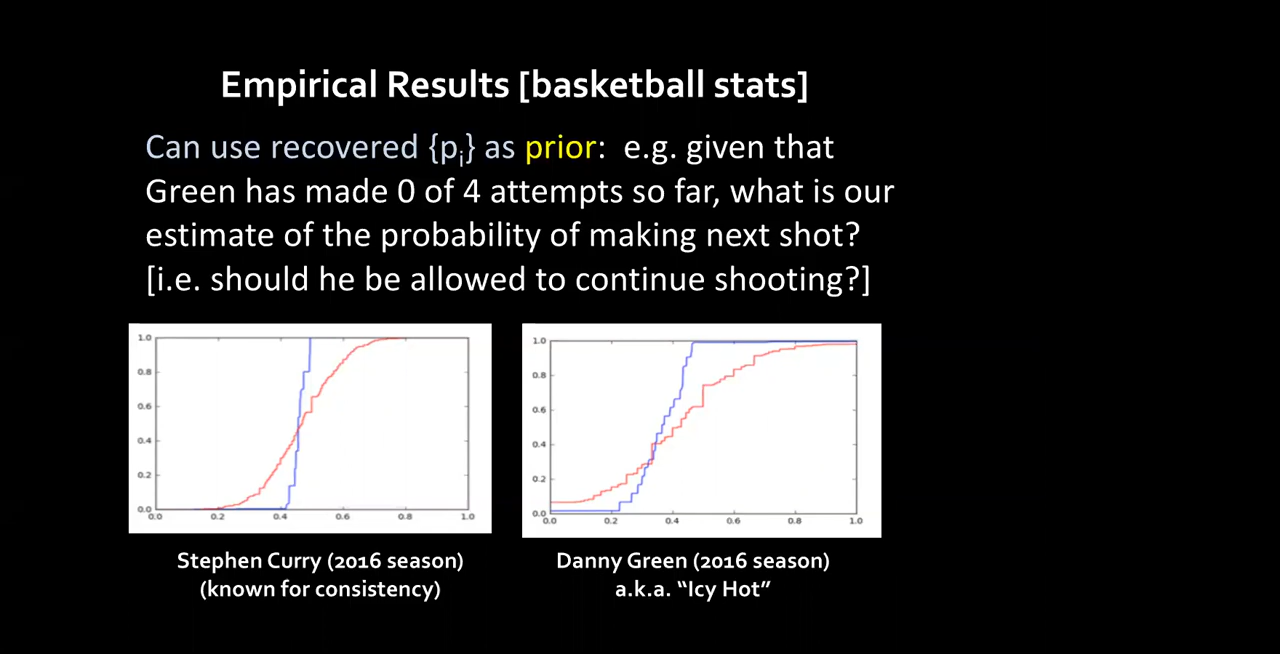 Empirical Results [basketball stats]
Can use recovered {pi} as prior: e.g. given that
Green has made 0 of 4 attempts so far, what is our
estimate of the probability of making next shot?
[i.e. should he be allowed to continue shooting?]
1.0
0.8
0.6
0.4
0.2
0.0
0.0 0.2 0.4 0.6 0.8 1.0
1.0
0.8
0.6
0.4
0.2
0.0
0.0 0.2 0.4 0.6 0.8 1.0
Stephen Curry (2016 season)
(known for consistency)
Danny Green (2016 season)
a.k.a. “Icy Hot”